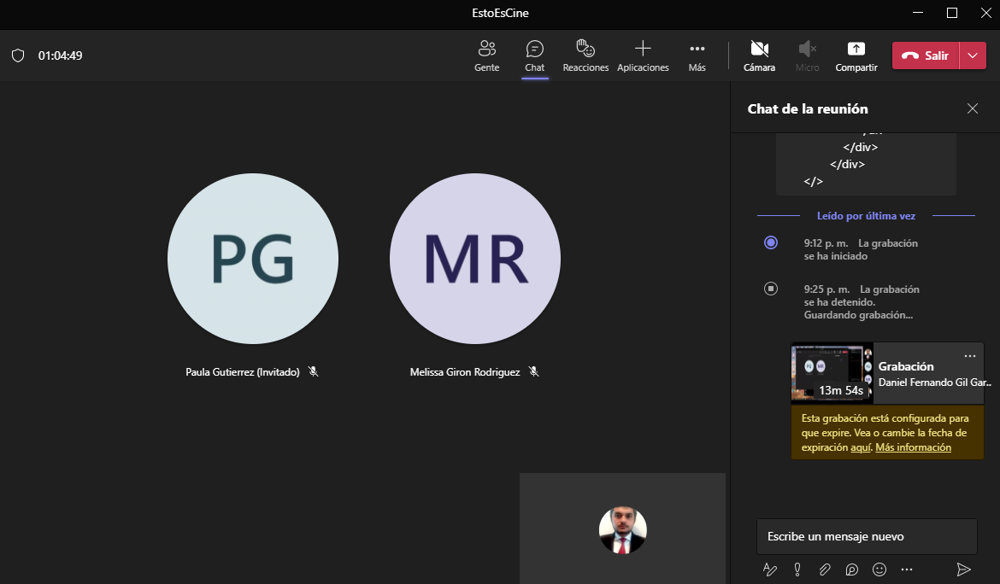 EstoEsCine
01:04:49
Gente
Chat
Reacciones
Aplicaciones
Más
Cámara
Micro
Compartir
Salir
PG
MR
Paula Gutierrez (Invitado)
Melissa Giron Rodriguez
Chat de la reunión
</div>
</div>
</>
Leído por última vez
9:12 p. m. La grabación
se ha iniciado
9:25 p. m. La grabación
se ha detenido.
Guardando grabación...
13m 54s
Grabación
Daniel Fernando Gil Gar..
Esta grabación está configurada para
que expire. Vea o cambie la fecha de
expiración aquí. Más información
Escribe un mensaje nuevo